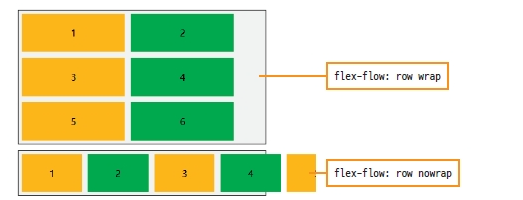 1 2
3 4
5 6
flex-flow: row wrap
1 2 3 4
flex-flow: row nowrap